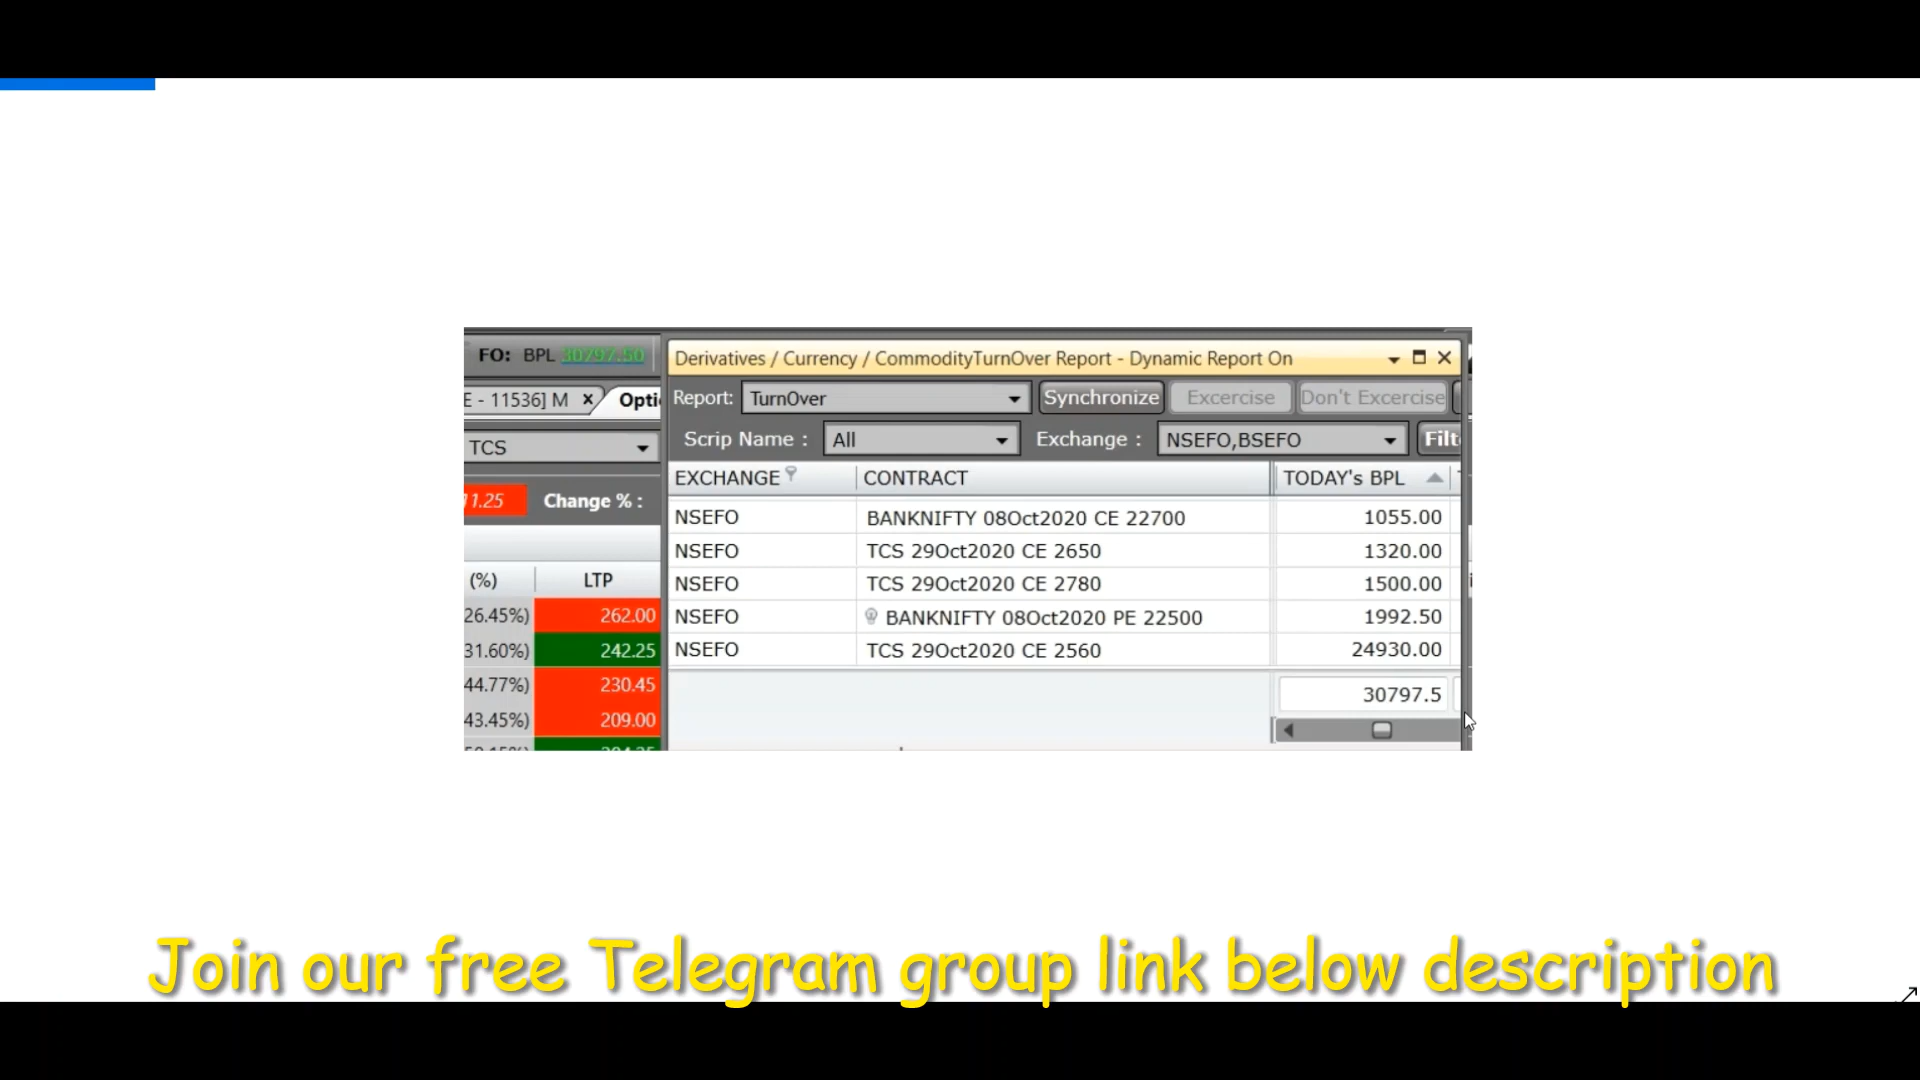 FO: BPL 30797.50
Derivatives / Currency / CommodityTurnOver Report - Dynamic Report On
E - 11536] M
Opti
Report: TurnOver Synchronize Excercise Don't Excercise
TCS
Scrip Name : All Exchange : NSEFO,BSEFO Filt
EXCHANGE CONTRACT TODAY's BPL
11.25 Change % :
NSEFO BANKNIFTY 08Oct2020 CE 22700 1055.00
NSEFO TCS 29Oct2020 CE 2650 1320.00
(%) LTP
NSEFO TCS 29Oct2020 CE 2780 1500.00
26.45%) 262.00
NSEFO BANKNIFTY 08Oct2020 PE 22500 1992.50
31.60%) 242.25
NSEFO TCS 29Oct2020 CE 2560 24930.00
44.77%) 230.45
30797.5
43.45%) 209.00
Join our free Telegram group link below description